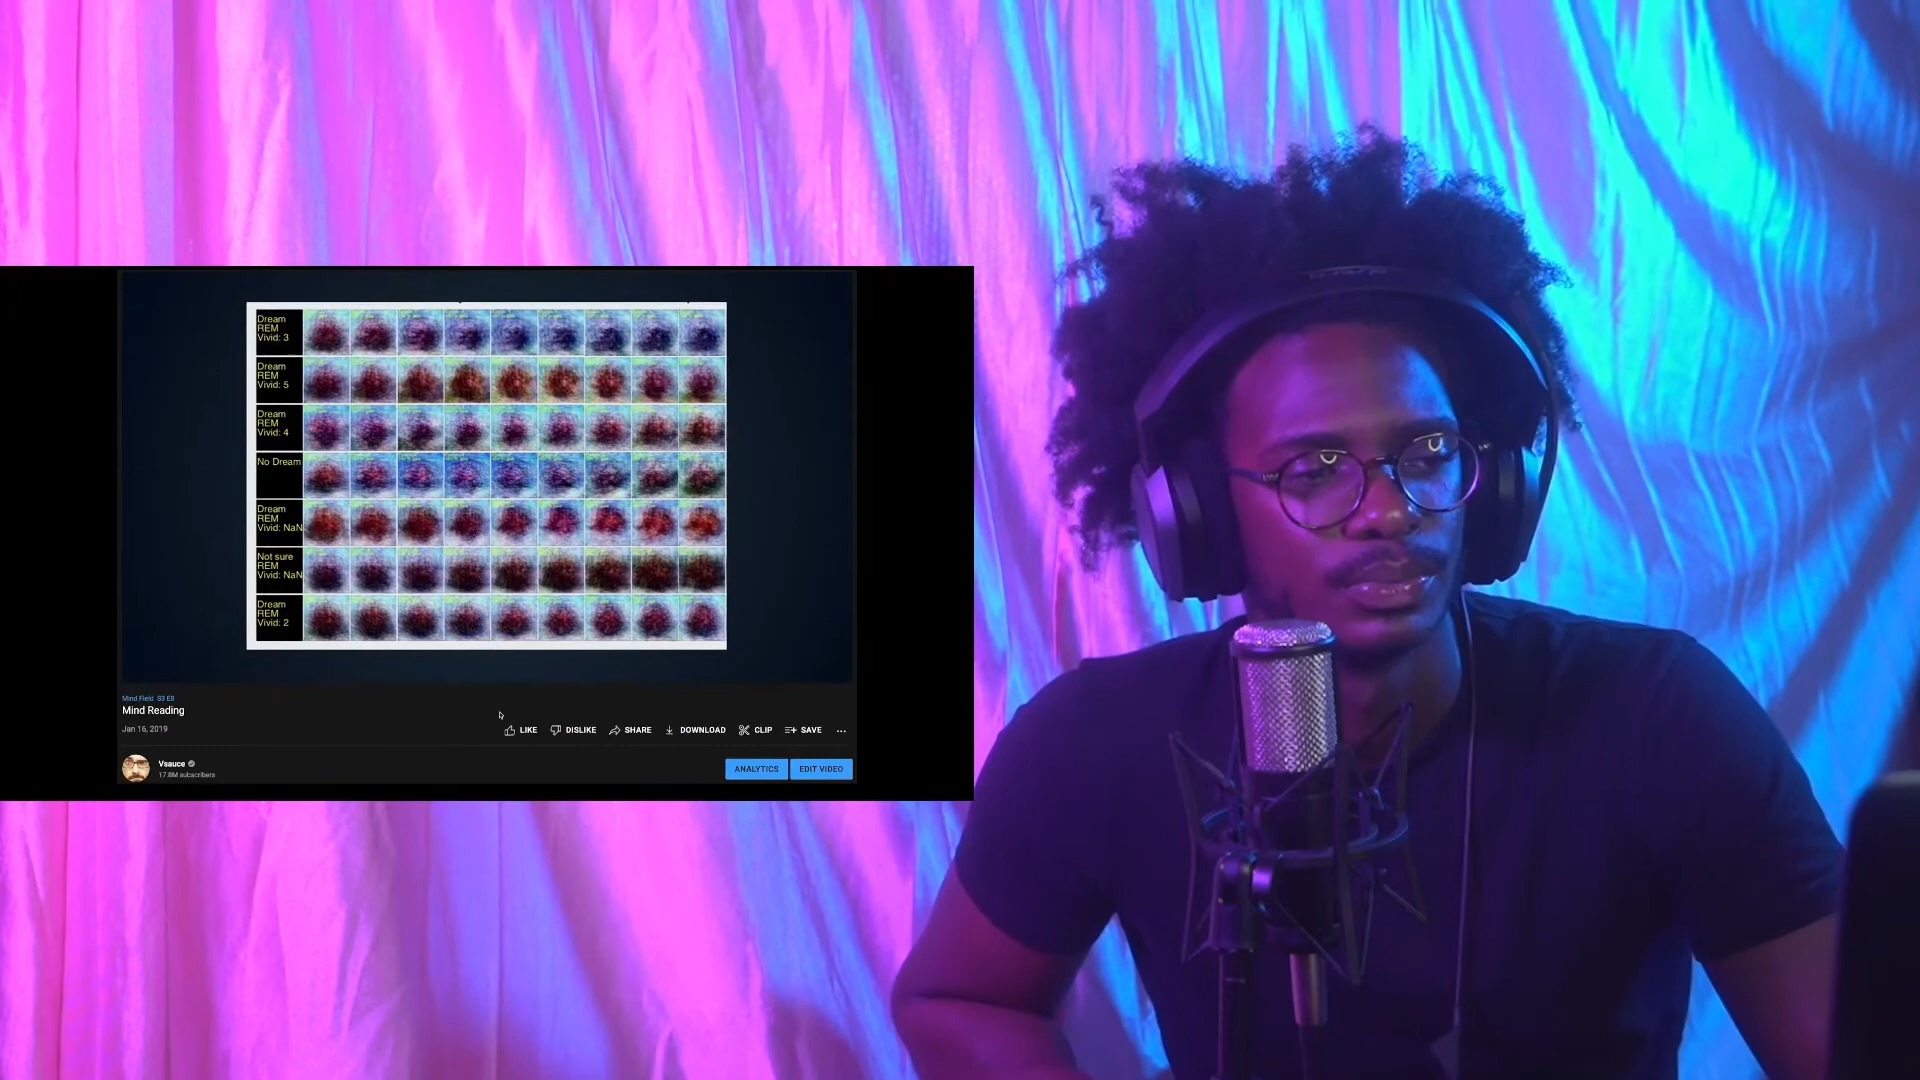 Dream
REM
Vivid: 3
Dream
REM
Vivid: 5
Dream
REM
Vivid: 4
No Dream
Dream
REM
Vivid: NaN
Not sure
REM
Vivid: NaN
Dream
REM
Vivid: 2
Mind Field S3 E8
Mind Reading
Jan 16, 2019
LIKE DISLIKE SHARE DOWNLOAD CLIP SAVE ...
Vsauce
17.8M subscribers
ANALYTICS EDIT VIDEO